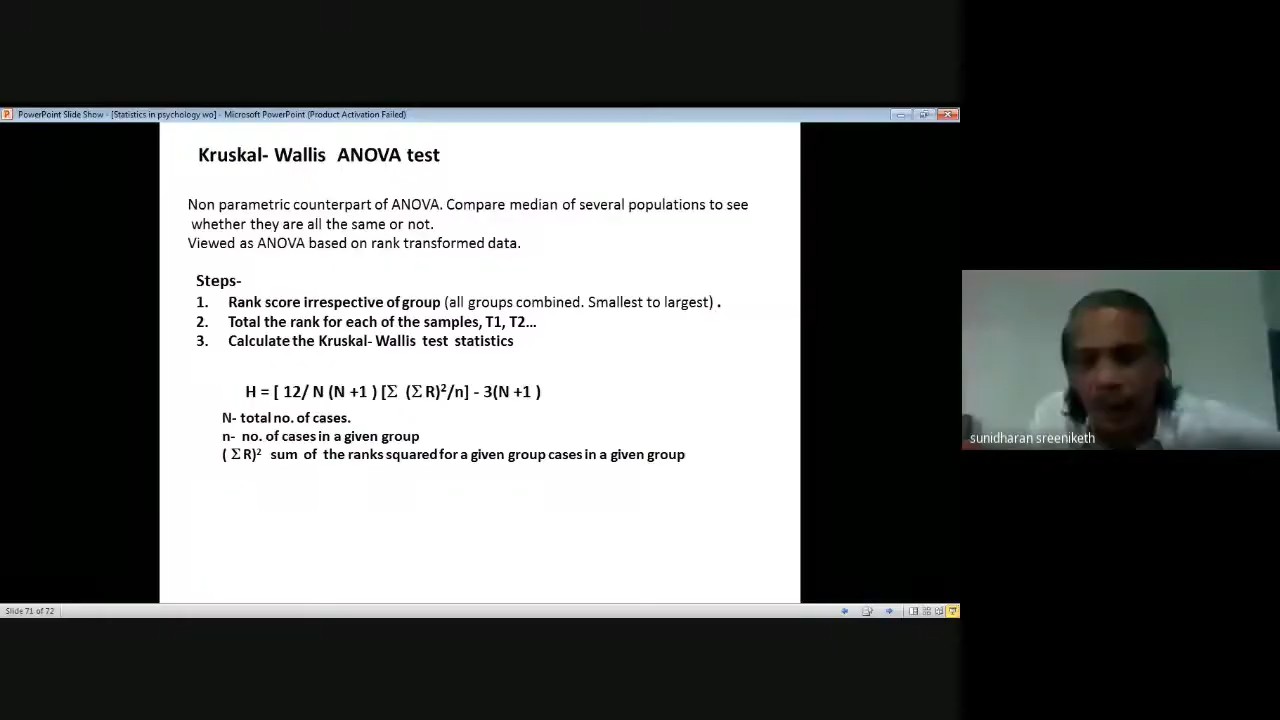 PowerPoint Slide Show - [Statistics in psychology wo] - Microsoft PowerPoint (Product Activation Failed)
Kruskal- Wallis ANOVA test
Non parametric counterpart of ANOVA. Compare median of several populations to see
whether they are all the same or not.
Viewed as ANOVA based on rank transformed data.
Steps-
1. Rank score irrespective of group (all groups combined. Smallest to largest) .
2. Total the rank for each of the samples, T1, T2...
3. Calculate the Kruskal- Wallis test statistics
H = [ 12/ N (N +1 ) [Σ (Σ R)²/n] - 3(N +1 )
N- total no. of cases.
n- no. of cases in a given group
( Σ R)² sum of the ranks squared for a given group cases in a given group
sunidharan sreeniketh
Slide 71 of 72